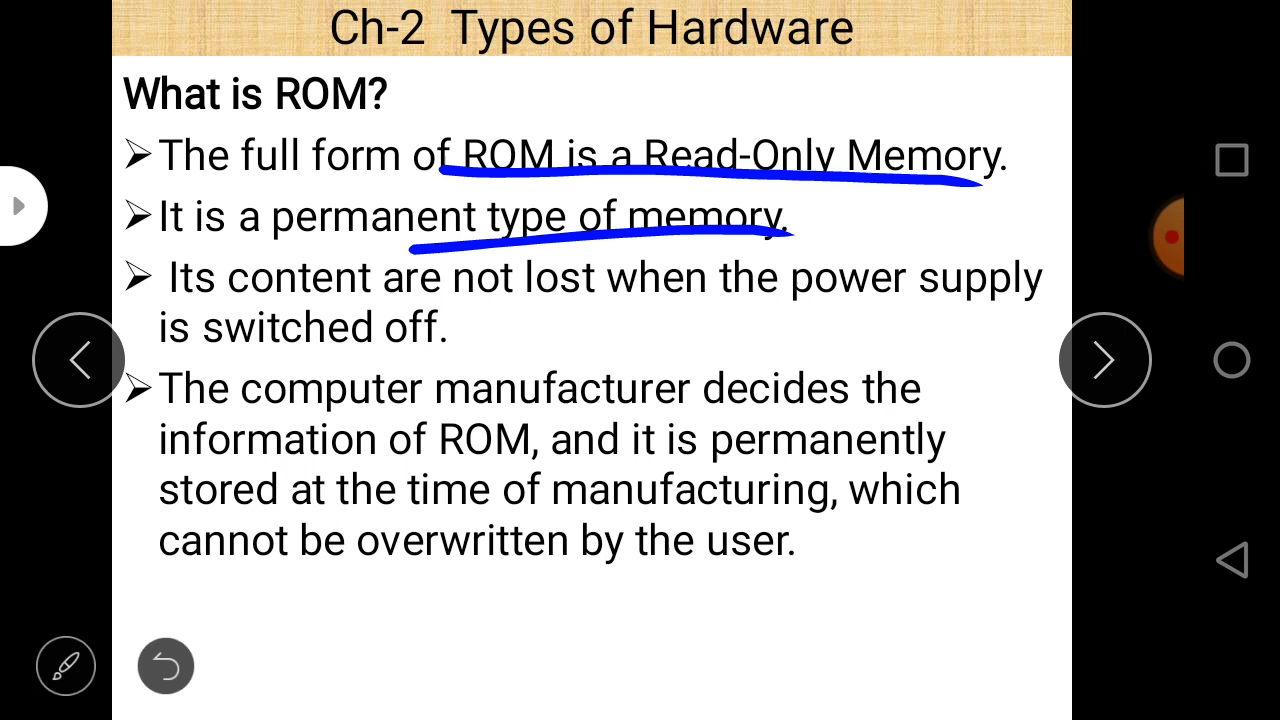 Ch-2 Types of Hardware
What is ROM?
➢ The full form of ROM is a Read-Only Memory.
➢ It is a permanent type of memory.
➢ Its content are not lost when the power supply
is switched off.
➢ The computer manufacturer decides the
information of ROM, and it is permanently
stored at the time of manufacturing, which
cannot be overwritten by the user.